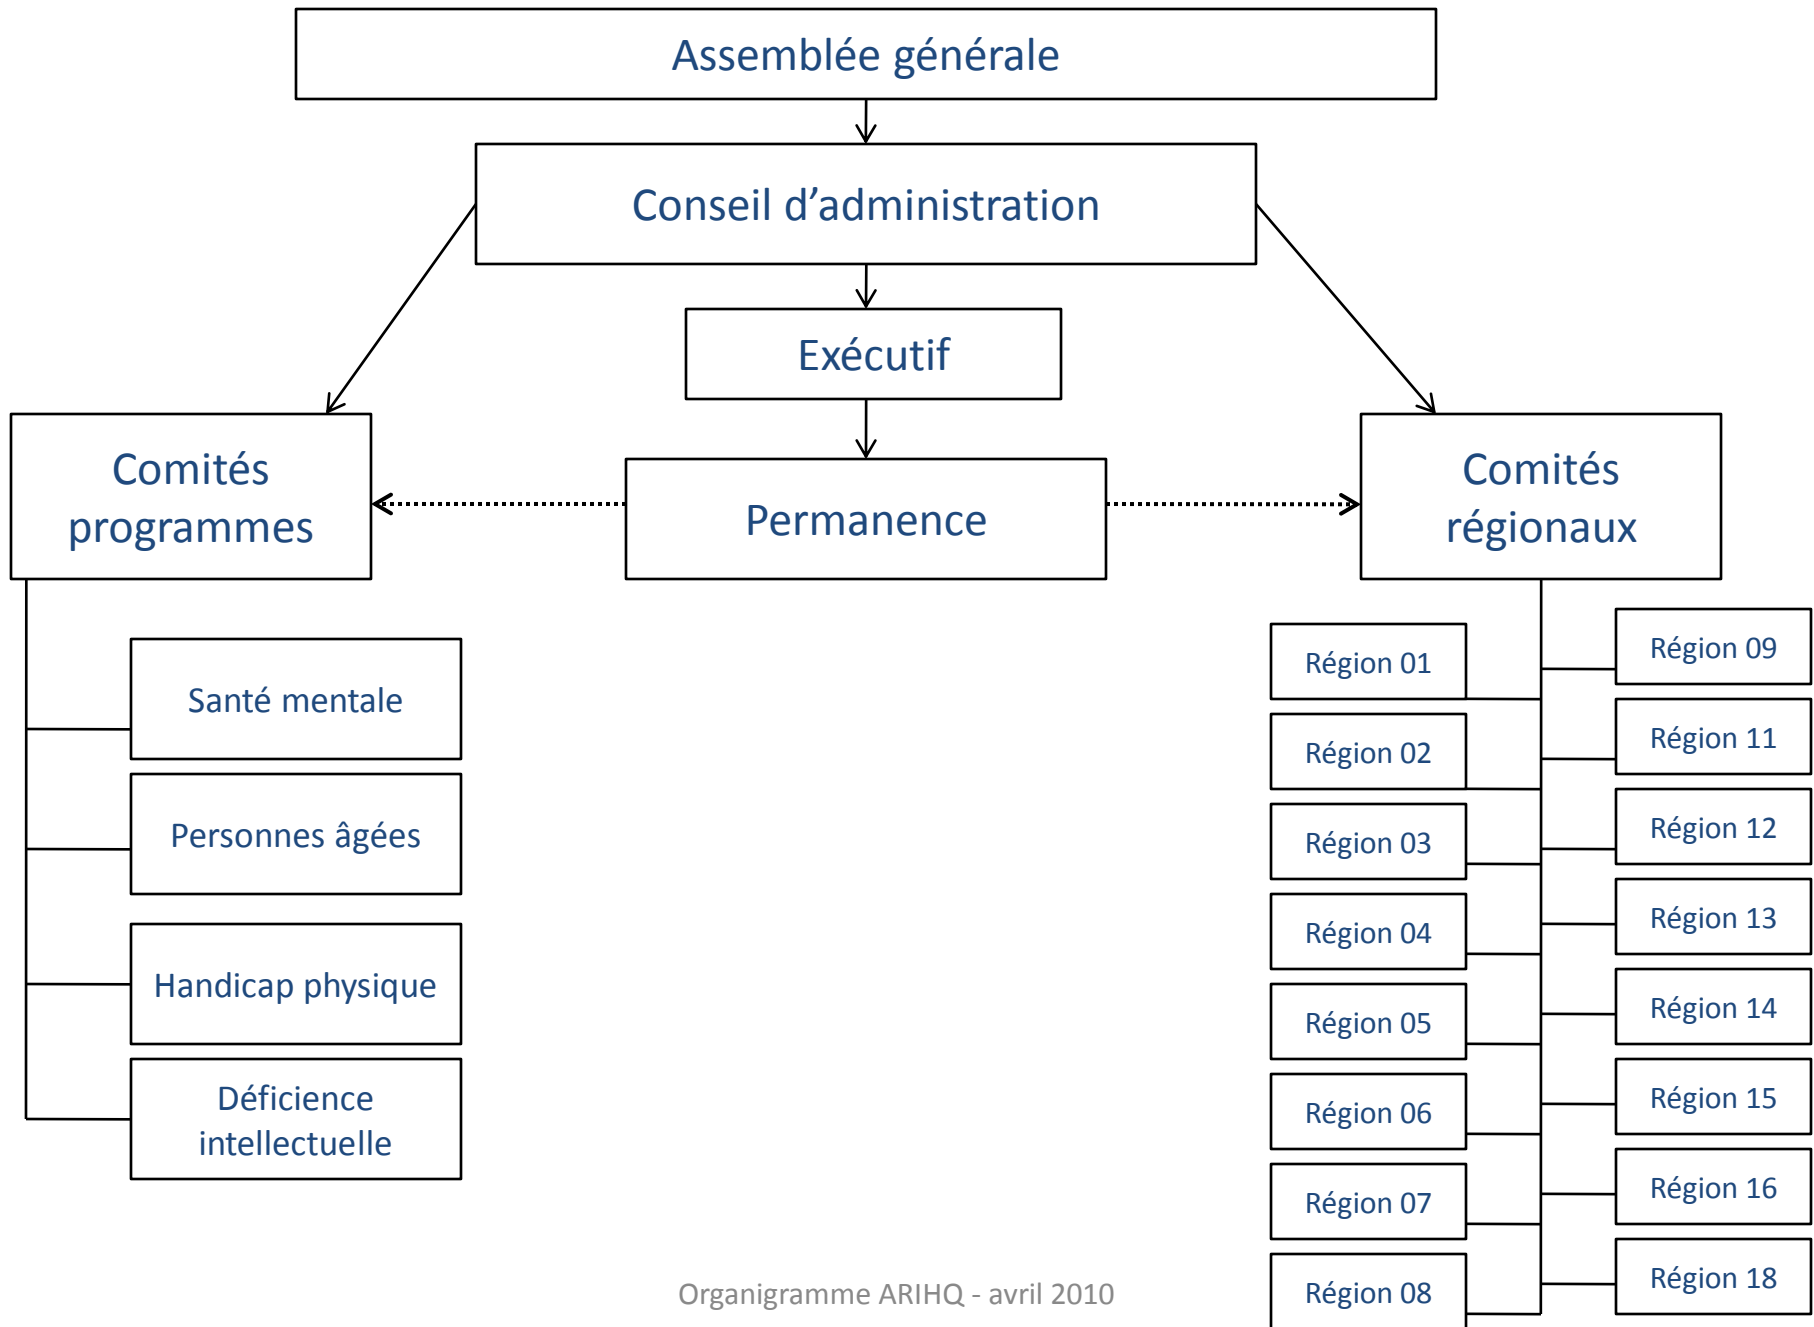 Assemblée générale
Conseil d’administration
Exécutif
Comités
programmes
Permanence
Comités
régionaux
Santé mentale
Personnes âgées
Handicap physique
Déficience
intellectuelle
Région 01
Région 02
Région 03
Région 04
Région 05
Région 06
Région 07
Région 08
Région 09
Région 11
Région 12
Région 13
Région 14
Région 15
Région 16
Région 18
Organigramme ARIHQ - avril 2010